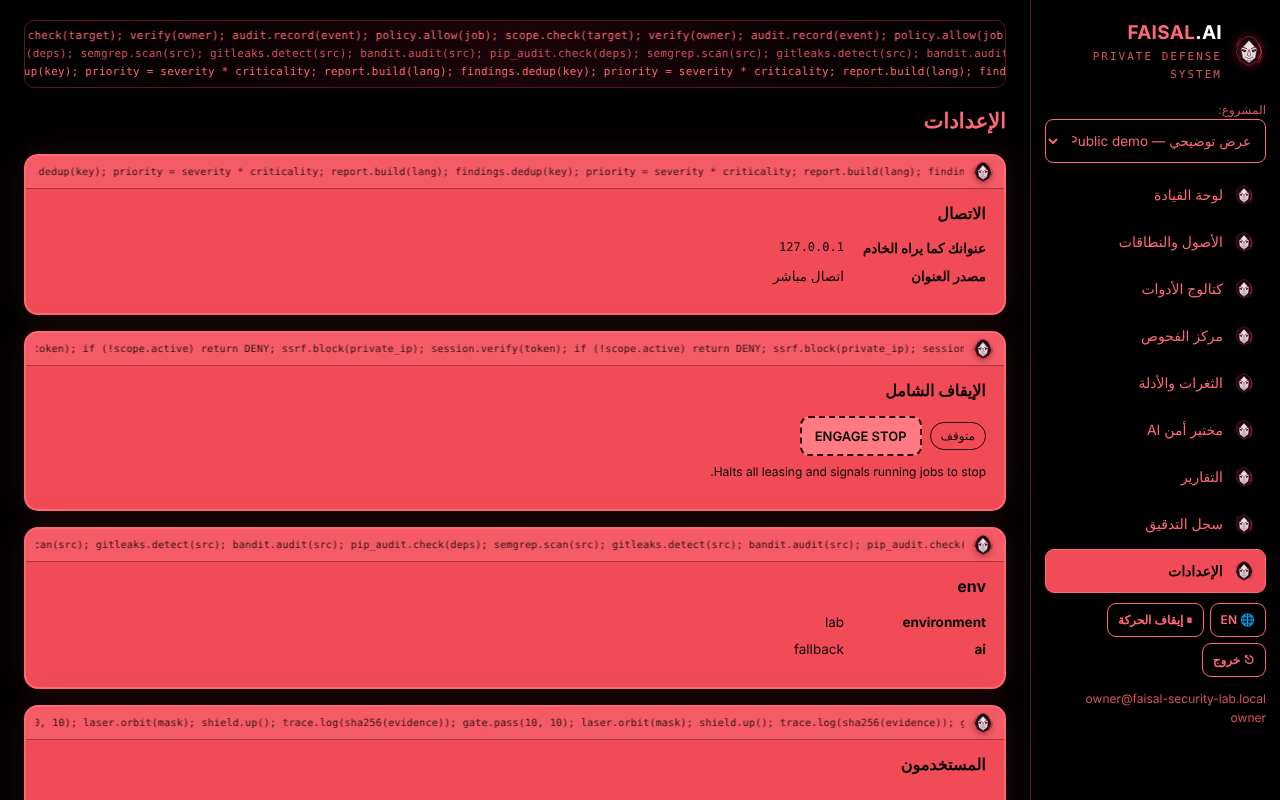 FAISAL.AI
PRIVATE DEFENSE
SYSTEM
المشروع:
عرض توضيحي — Public demo
لوحة القيادة
الأصول والنطاقات
كتالوج الأدوات
مركز الفحوص
الثغرات والأدلة
مختبر أمن AI
التقارير
سجل التدقيق
الإعدادات
🌐 EN
⏸ إيقاف الحركة
⎋ خروج
owner@faisal-security-lab.local
owner
check(target); verify(owner); audit.record(event); policy.allow(job); scope.check(target); verify(owner); audit.record(event); policy.allow(job
(deps); semgrep.scan(src); gitleaks.detect(src); bandit.audit(src); pip_audit.check(deps); semgrep.scan(src); gitleaks.detect(src); bandit.audit
up(key); priority = severity * criticality; report.build(lang); findings.dedup(key); priority = severity * criticality; report.build(lang); find
الإعدادات
.dedup(key); priority = severity * criticality; report.build(lang); findings.dedup(key); priority = severity * criticality; report.build(lang); findin
الاتصال
عنوانك كما يراه الخادم 127.0.0.1
مصدر العنوان اتصال مباشر
token); if (!scope.active) return DENY; ssrf.block(private_ip); session.verify(token); if (!scope.active) return DENY; ssrf.block(private_ip); session
الإيقاف الشامل
متوقف ENGAGE STOP
Halts all leasing and signals running jobs to stop.
can(src); gitleaks.detect(src); bandit.audit(src); pip_audit.check(deps); semgrep.scan(src); gitleaks.detect(src); bandit.audit(src); pip_audit.check(
env
environment lab
ai fallback
0, 10); laser.orbit(mask); shield.up(); trace.log(sha256(evidence)); gate.pass(10, 10); laser.orbit(mask); shield.up(); trace.log(sha256(evidence)); g
المستخدمون